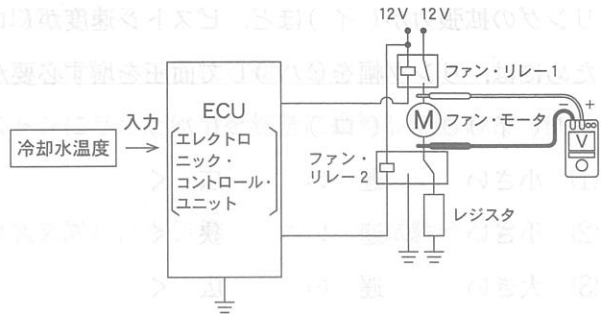 12V 12V
ファン・リレー1
ECU
エレクトロ
ニック・
コントロール・
ユニット
入力
冷却水温度
M
ファン・モータ
− +
V
ファン・
リレー2
レジスタ